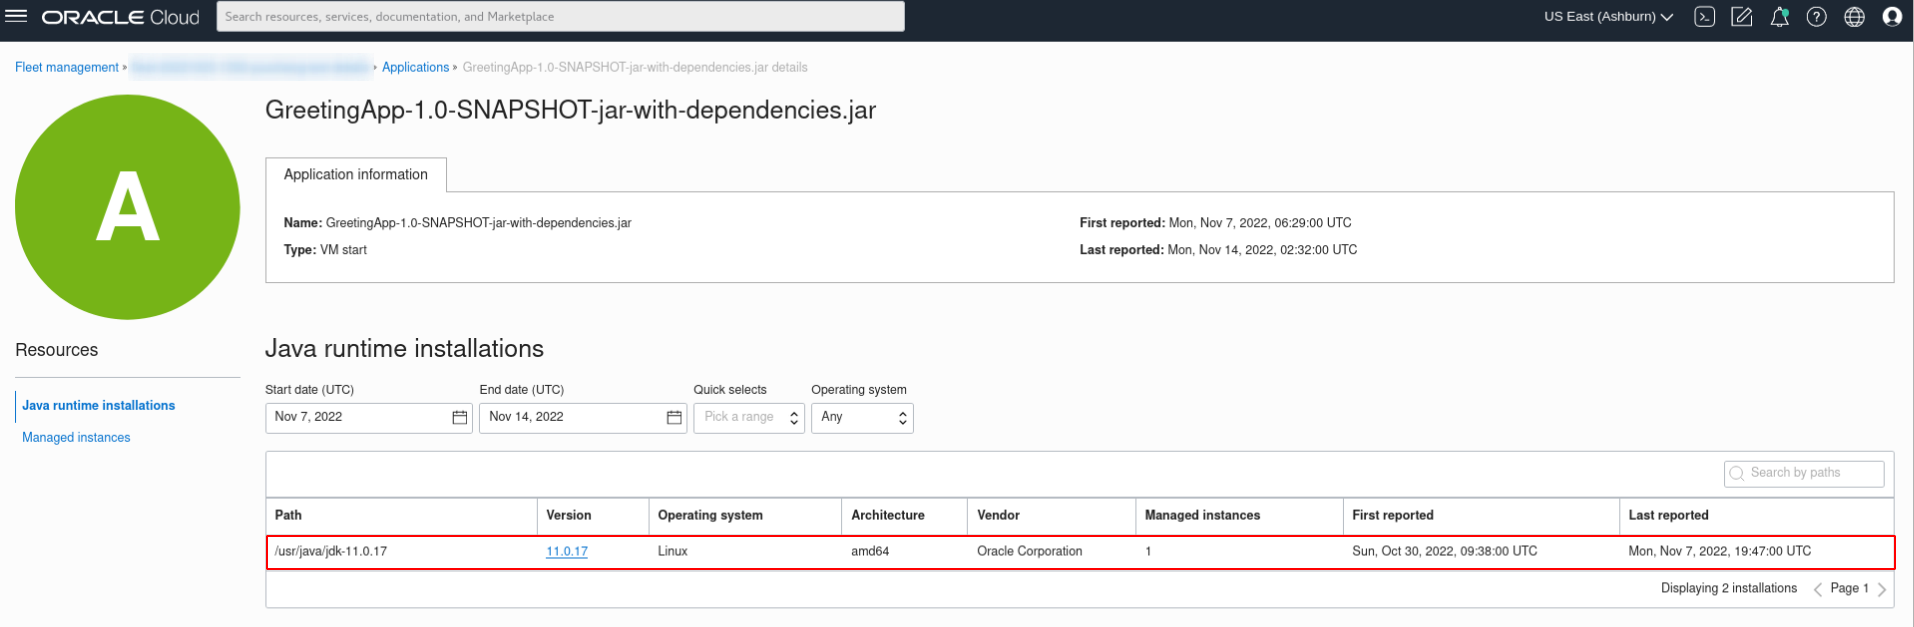 ORACLE Cloud Search resources, services, documentation, and Marketplace US East (Ashburn)
Fleet management » » Applications » GreetingApp-1.0-SNAPSHOT-jar-with-dependencies.jar details
A
GreetingApp-1.0-SNAPSHOT-jar-with-dependencies.jar
Application information
Name: GreetingApp-1.0-SNAPSHOT-jar-with-dependencies.jar First reported: Mon, Nov 7, 2022, 06:29:00 UTC
Type: VM start Last reported: Mon, Nov 14, 2022, 02:32:00 UTC
Resources
Java runtime installations
Managed instances
Java runtime installations
Start date (UTC) End date (UTC) Quick selects Operating system
Nov 7, 2022 Nov 14, 2022 Pick a range Any
Search by paths
Path Version Operating system Architecture Vendor Managed instances First reported Last reported
/usr/java/jdk-11.0.17 11.0.17 Linux amd64 Oracle Corporation 1 Sun, Oct 30, 2022, 09:38:00 UTC Mon, Nov 7, 2022, 19:47:00 UTC
Displaying 2 installations Page 1